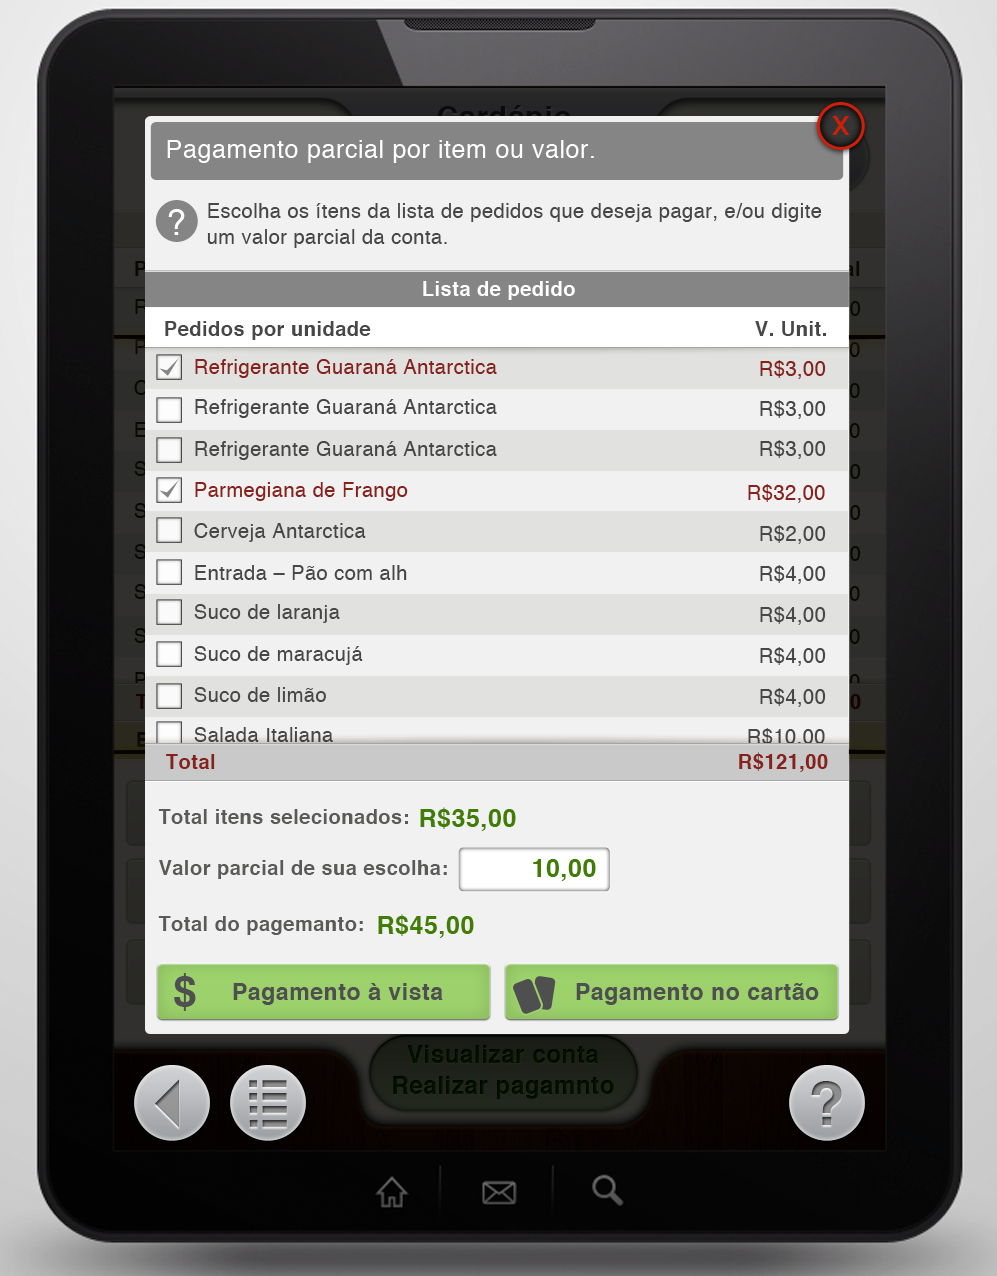 Cardápio
X
Pagamento parcial por item ou valor.
? Escolha os ítens da lista de pedidos que deseja pagar, e/ou digite
um valor parcial da conta.
Lista de pedido
Pedidos por unidade V. Unit.
Refrigerante Guaraná Antarctica R$3,00
Refrigerante Guaraná Antarctica R$3,00
Refrigerante Guaraná Antarctica R$3,00
Parmegiana de Frango R$32,00
Cerveja Antarctica R$2,00
Entrada – Pão com alh R$4,00
Suco de laranja R$4,00
Suco de maracujá R$4,00
Suco de limão R$4,00
Salada Italiana R$10,00
Total R$121,00
Total itens selecionados: R$35,00
Valor parcial de sua escolha: 10,00
Total do pagemanto: R$45,00
$ Pagamento à vista
Pagamento no cartão
Visualizar conta
Realizar pagamnto
?